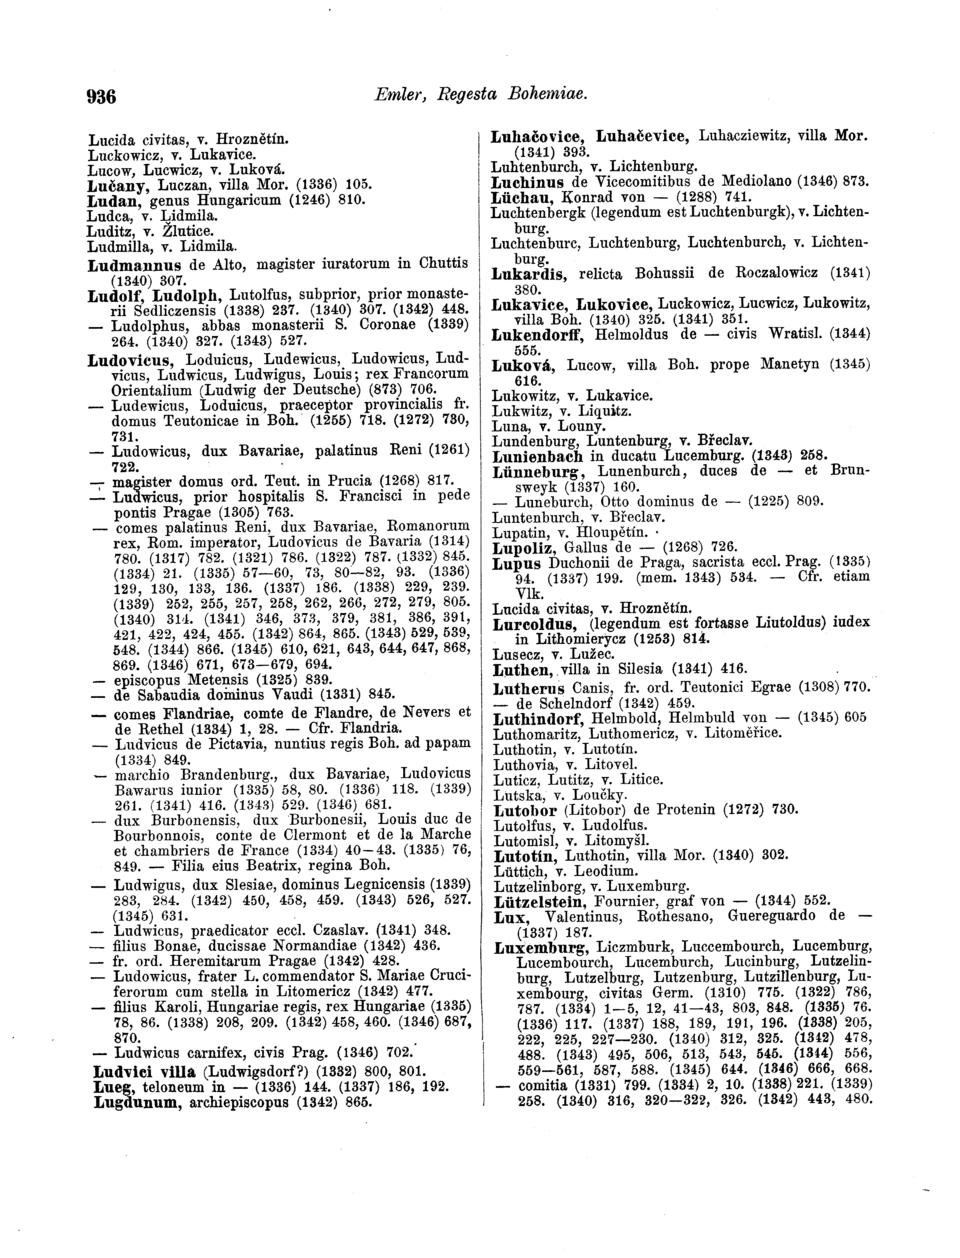 936
Emler, Regesta Bohemiae.
Lucida civitas, v. Hroznětín.
Luckowicz, v. Lukavice.
Lucow, Lucwicz, v. Luková.
Lučany, Luczan, villa Mor. (1336) 105.
Ludan, genus Hungaricum (1246) 810.
Ludca, v. Lidmila.
Luditz, v. Žlutice.
Ludmilla, v. Lidmila.
Ludmannus de Alto, magister iuratorum in Chuttis
(1340) 307.
Ludolf, Ludolph, Lutolfus, subprior, prior monaste-
rii Sedliczensis (1338) 237. (1340) 307. (1342) 448.
— Ludolphus, abbas monasterii S. Coronae (1339)
264. (1340) 327. (1343) 527.
Ludovicus, Loduicus, Ludewicus, Ludowicus, Lud-
vicus, Ludwicus, Ludwigus, Louis; rex Francorum
Orientalium (Ludwig der Deutsche) (873) 706.
— Ludewicus, Loduicus, praeceptor provincialis fr.
domus Teutonicae in Boh. (1255) 718. (1272) 730,
731.
— Ludowicus, dux Bavariae, palatinus Reni (1261)
722.
— magister domus ord. Teut. in Prucia (1268) 817.
— Ludwicus, prior hospitalis S. Francisci in pede
pontis Pragae (1305) 763.
— comes palatinus Reni, dux Bavariae, Romanorum
rex, Rom. imperator, Ludovicus de Bavaria (1314)
780. (1317) 782. (1321) 786. (1322) 787. (1332) 845.
(1334) 21. (1335) 57—60, 73, 80—82, 93. (1336)
129, 130, 133, 136. (1337) 186. (1338) 229, 239.
(1339) 252, 255, 257, 258, 262, 266, 272, 279, 805.
(1340) 314. (1341) 346, 373, 379, 381, 386, 391,
421, 422, 424, 455. (1342) 864, 865. (1343) 529, 539,
548. (1344) 866. (1345) 610, 621, 643, 644, 647, 868,
869. (1346) 671, 673—679, 694.
— episcopus Metensis (1325) 839.
— de Sabaudia dominus Vaudi (1331) 845.
— comes Flandriae, comte de Flandre, de Nevers et
de Rethel (1334) 1, 28. — Cfr. Flandria.
— Ludvicus de Pictavia, nuntius regis Boh. ad papam
(1334) 849.
— marchio Brandenburg., dux Bavariae, Ludovicus
Bawarus iunior (1335) 58, 80. (1336) 118. (1339)
261. (1341) 416. (1343) 529. (1346) 681.
— dux Burbonensis, dux Burbonesii, Louis duc de
Bourbonnois, conte de Clermont et de la Marche
et chambriers de France (1334) 40—43. (1335) 76,
849. — Filia eius Beatrix, regina Boh.
— Ludwigus, dux Slesiae, dominus Legnicensis (1339)
283, 284. (1342) 450, 458, 459. (1343) 526, 527.
(1345) 631.
— Ludwicus, praedicator eccl. Czaslav. (1341) 348.
— filius Bonae, ducissae Normandiae (1342) 436.
— fr. ord. Heremitarum Pragae (1342) 428.
— Ludowicus, frater L. commendator S. Mariae Cruci-
ferorum cum stella in Litomericz (1342) 477.
— filius Karoli, Hungariae regis, rex Hungariae (1335)
78, 86. (1338) 208, 209. (1342) 458, 460. (1346) 687,
870.
— Ludwicus carnifex, civis Prag. (1346) 702.
Ludvici villa (Ludwigsdorf?) (1332) 800, 801.
Lueg, teloneum in — (1336) 144. (1337) 186, 192.
Lugdunum, archiepiscopus (1342) 865.
Luhačovice, Luhačevice, Luhacziewitz, villa Mor.
(1341) 393.
Luhtenburch, v. Lichtenburg.
Luchinus de Vicecomitibus de Mediolano (1346) 873.
Lüchau, Konrad von — (1288) 741.
Luchtenbergk (legendum est Luchtenburgk), v. Lichten-
burg.
Luchtenburc, Luchtenburg, Luchtenburch, v. Lichten-
burg.
Lukardis, relicta Bohussii de Roczalowicz (1341)
380.
Lukavice, Lukovice, Luckowicz, Lucwicz, Lukowitz,
villa Boh. (1340) 325. (1341) 351.
Lukendorff, Helmoldus de — civis Wratisl. (1344)
555.
Luková, Lucow, villa Boh. prope Manetyn (1345)
616.
Lukowitz, v. Lukavice.
Lukwitz, v. Liquitz.
Luna, v. Louny.
Lundenburg, Luntenburg, v. Břeclav.
Lunienbach in ducatu Lucemburg. (1343) 258.
Lünneburg, Lunenburch, duces de — et Brun-
sweyk (1337) 160.
— Luneburch, Otto dominus de — (1225) 809.
Luntenburch, v. Břeclav.
Lupatin, v. Hloupětín.
Lupoliz, Gallus de — (1268) 726.
Lupus Duchonii de Praga, sacrista eccl. Prag. (1335)
94. (1337) 199. (mem. 1343) 534. — Cfr. etiam
Vlk.
Lucida civitas, v. Hroznětín.
Lurcoldus, (legendum est fortasse Liutoldus) iudex
in Lithomierycz (1253) 814.
Lusecz, v. Lužec.
Luthen, villa in Silesia (1341) 416.
Lutherus Canis, fr. ord. Teutonici Egrae (1308) 770.
— de Schelndorf (1342) 459.
Luthindorf, Helmbold, Helmbuld von — (1345) 605
Luthomaritz, Luthomericz, v. Litoměřice.
Luthotin, v. Lutotín.
Luthovia, v. Litovel.
Luticz, Lutitz, v. Litice.
Lutska, v. Loučky.
Lutobor (Litobor) de Protenin (1272) 730.
Lutolfus, v. Ludolfus.
Lutomisl, v. Litomyšl.
Lutotín, Luthotin, villa Mor. (1340) 302.
Lüttich, v. Leodium.
Lutzelinborg, v. Luxemburg.
Lützelstein, Fournier, graf von — (1344) 552.
Lux, Valentinus, Rothesano, Guereguardo de —
(1337) 187.
Luxemburg, Liczmburk, Luccembourch, Lucemburg,
Lucembourch, Lucemburch, Lucinburg, Lutzelin-
burg, Lutzelburg, Lutzenburg, Lutzillenburg, Lu-
xembourg, civitas Germ. (1310) 775. (1322) 786,
787. (1334) 1—5, 12, 41—43, 803, 848. (1335) 76.
(1336) 117. (1337) 188, 189, 191, 196. (1338) 205,
222, 225, 227—230. (1340) 312, 325. (1342) 478,
488. (1343) 495, 506, 513, 543, 545. (1344) 556,
559—561, 587, 588. (1345) 644. (1346) 666, 668.
— comitia (1331) 799. (1334) 2, 10. (1338) 221. (1339)
258. (1340) 316, 320—322, 326. (1342) 443, 480.